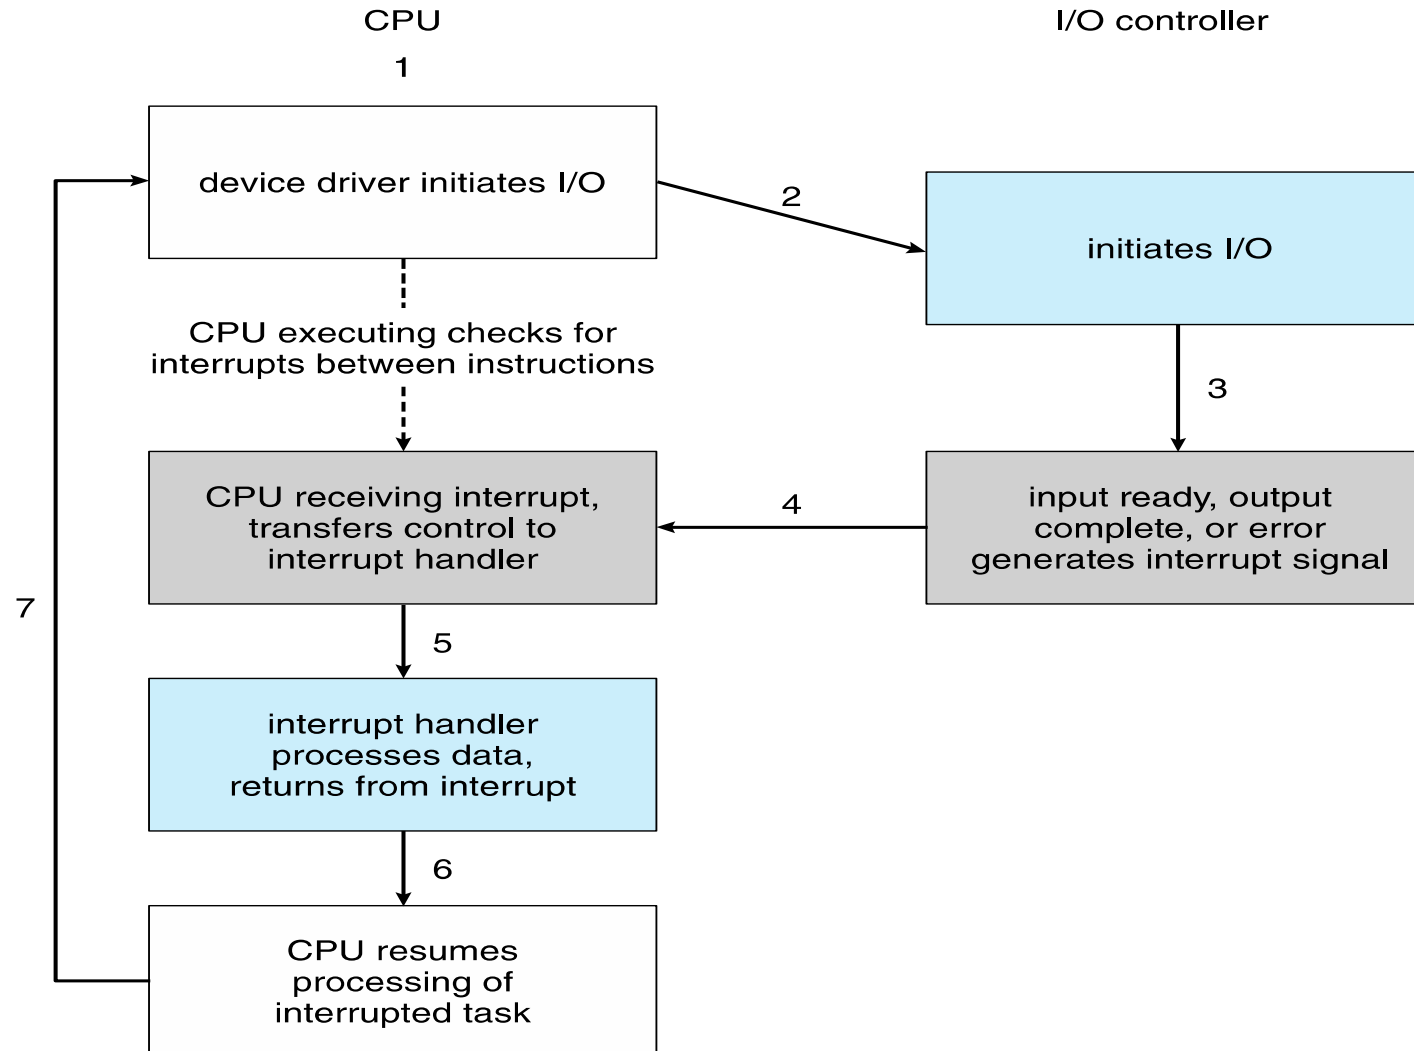 CPU
I/O controller
1
device driver initiates I/O
2
initiates I/O
CPU executing checks for
interrupts between instructions
3
CPU receiving interrupt,
transfers control to
interrupt handler
4
input ready, output
complete, or error
generates interrupt signal
7
5
interrupt handler
processes data,
returns from interrupt
6
CPU resumes
processing of
interrupted task